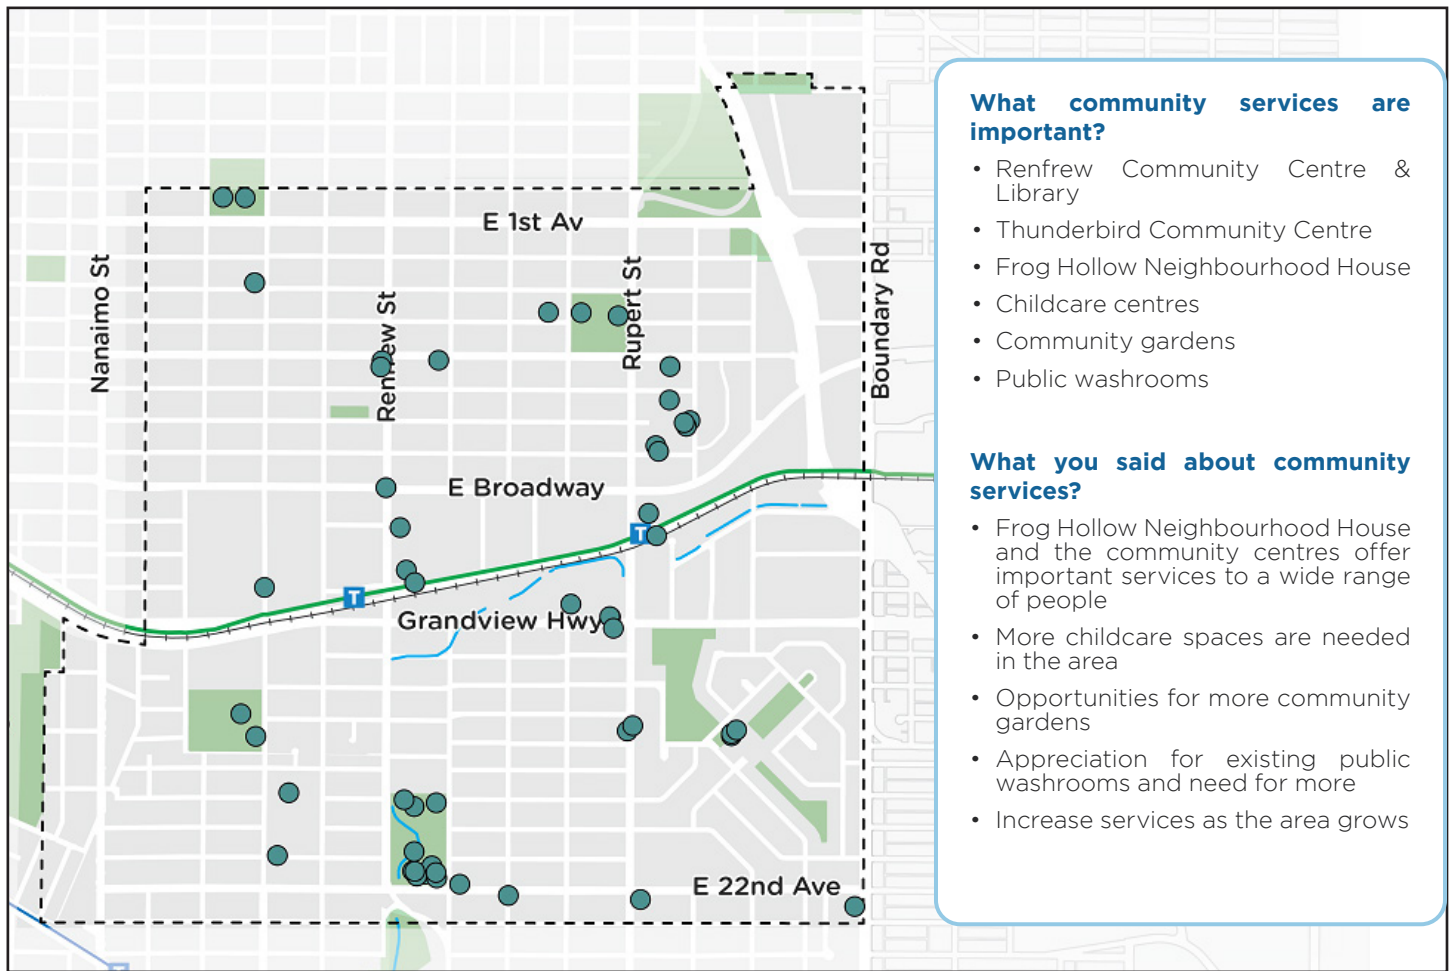 E 1st Av
Nanaimo St
Renfrew St
Rupert St
Boundary Rd
E Broadway
T
T
Grandview Hwy
E 22nd Ave
T
What community services are
important?
• Renfrew Community Centre &
Library
• Thunderbird Community Centre
• Frog Hollow Neighbourhood House
• Childcare centres
• Community gardens
• Public washrooms
What you said about community
services?
• Frog Hollow Neighbourhood House
and the community centres offer
important services to a wide range
of people
• More childcare spaces are needed
in the area
• Opportunities for more community
gardens
• Appreciation for existing public
washrooms and need for more
• Increase services as the area grows